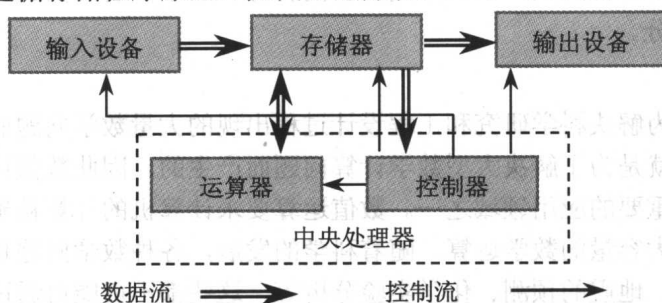 输入设备 存储器 输出设备
运算器 控制器
中央处理器
数据流 控制流